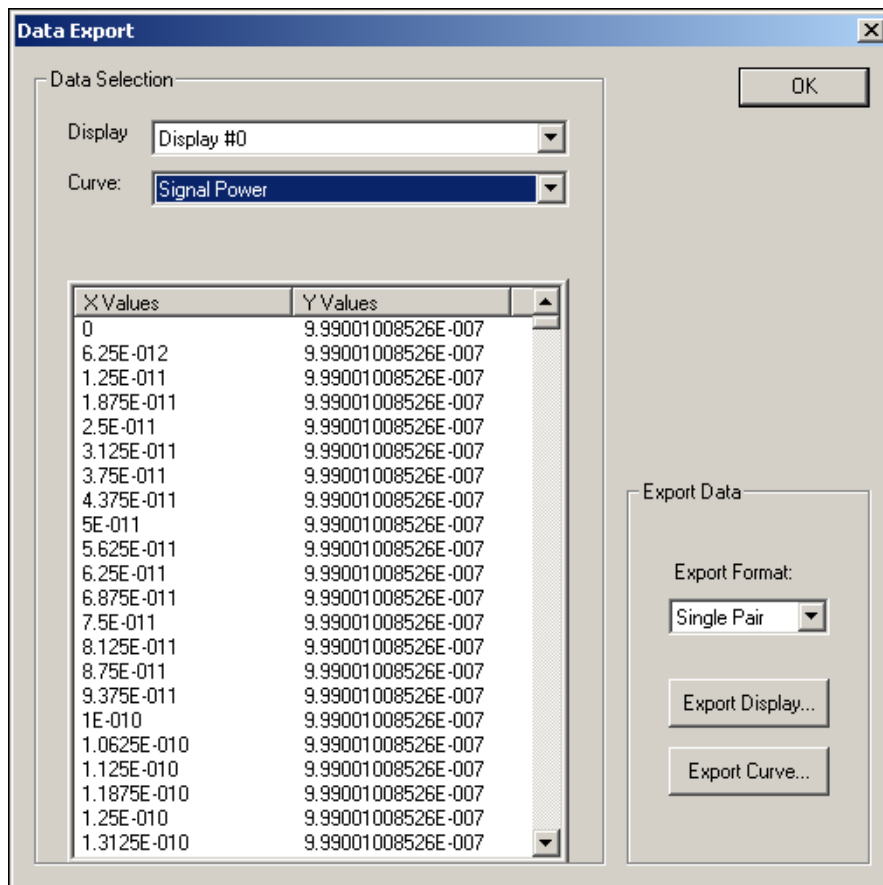 Data Export
Data Selection
OK
Display
Display #0
Curve:
Signal Power
X Values Y Values
0 9.99001008526E-007
6.25E-012 9.99001008526E-007
1.25E-011 9.99001008526E-007
1.875E-011 9.99001008526E-007
2.5E-011 9.99001008526E-007
3.125E-011 9.99001008526E-007
3.75E-011 9.99001008526E-007
4.375E-011 9.99001008526E-007
5E-011 9.99001008526E-007
5.625E-011 9.99001008526E-007
6.25E-011 9.99001008526E-007
6.875E-011 9.99001008526E-007
7.5E-011 9.99001008526E-007
8.125E-011 9.99001008526E-007
8.75E-011 9.99001008526E-007
9.375E-011 9.99001008526E-007
1E-010 9.99001008526E-007
1.0625E-010 9.99001008526E-007
1.125E-010 9.99001008526E-007
1.1875E-010 9.99001008526E-007
1.25E-010 9.99001008526E-007
1.3125E-010 9.99001008526E-007
Export Data
Export Format:
Single Pair
Export Display...
Export Curve...